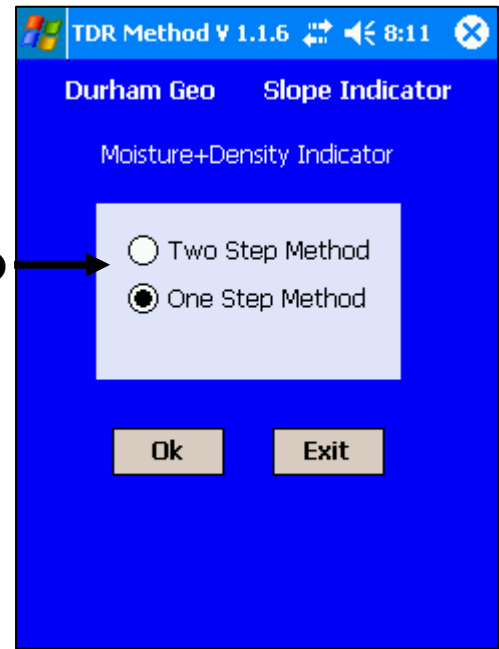 TDR Method V 1.1.6 8:11
Durham Geo Slope Indicator
Moisture+Density Indicator
Two Step Method
One Step Method
Ok Exit